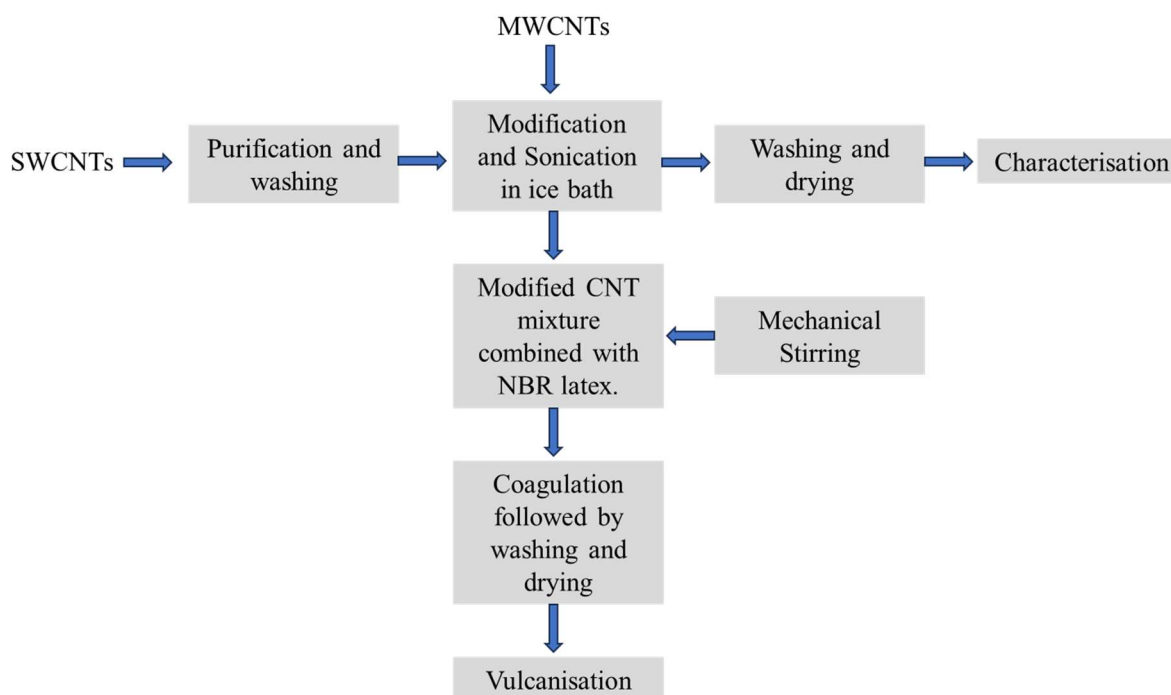 MWCNTs
SWCNTs
Purification and
washing
Modification
and Sonication
in ice bath
Washing and
drying
Characterisation
Modified CNT
mixture
combined with
NBR latex.
Mechanical
Stirring
Coagulation
followed by
washing and
drying
Vulcanisation